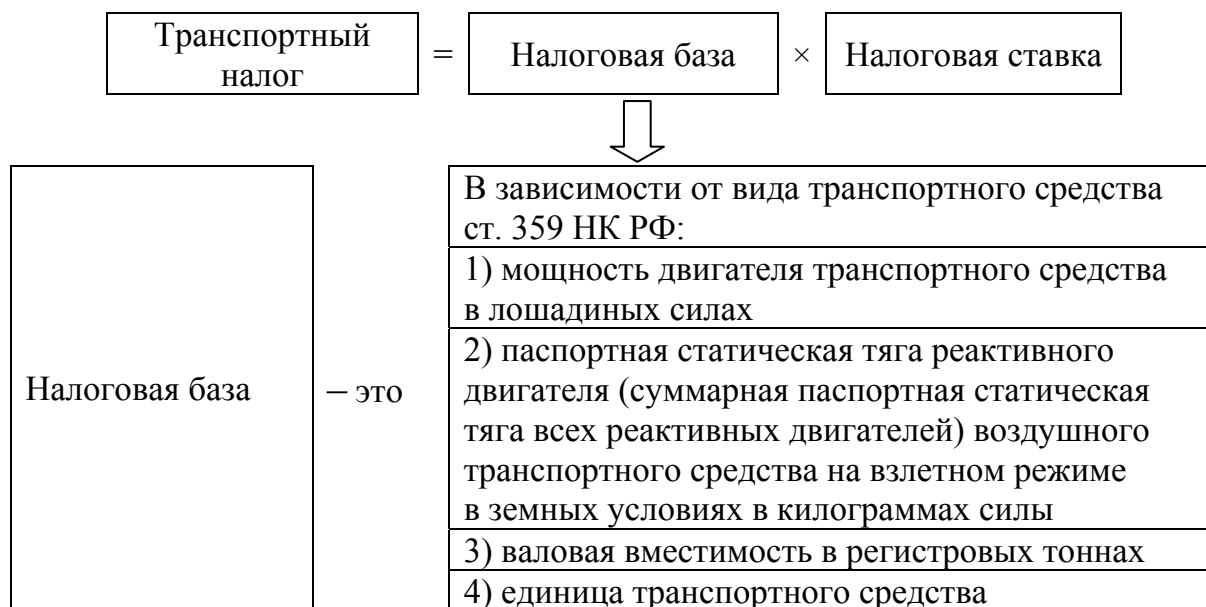 Транспортный
налог
=
Налоговая база
×
Налоговая ставка
Налоговая база
– это
В зависимости от вида транспортного средства
ст. 359 НК РФ:
1) мощность двигателя транспортного средства
в лошадиных силах
2) паспортная статическая тяга реактивного
двигателя (суммарная паспортная статическая
тяга всех реактивных двигателей) воздушного
транспортного средства на взлетном режиме
в земных условиях в килограммах силы
3) валовая вместимость в регистровых тоннах
4) единица транспортного средства